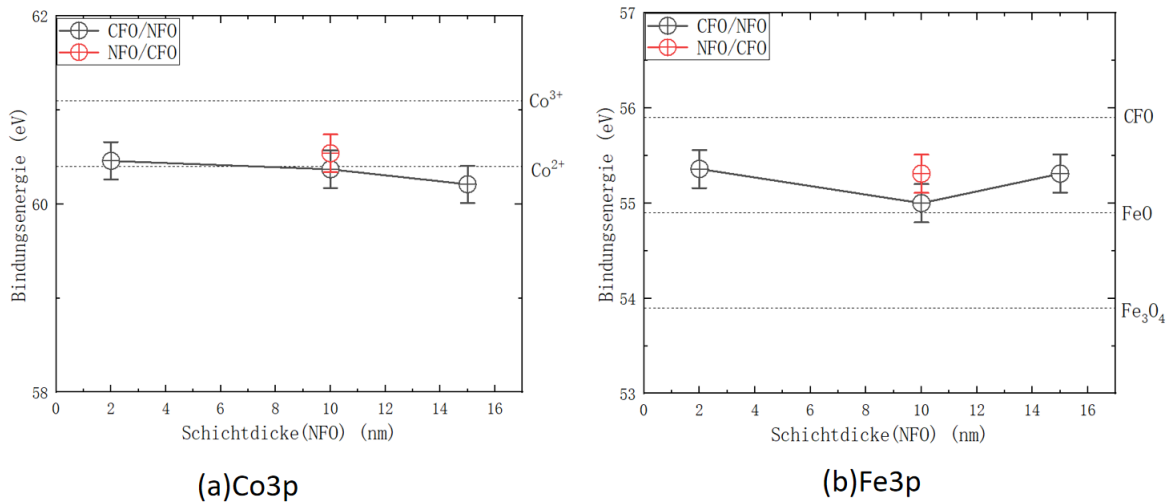 62
61
60
59
58
Bindungsenergie (eV)
CFO/NFO
NFO/CFO
Co3+
Co2+
0 2 4 6 8 10 12 14 16
Schichtdicke(NFO) (nm)
(a)Co3p
57
56
55
54
53
Bindungsenergie (eV)
CFO/NFO
NFO/CFO
CFO
FeO
Fe3O4
0 2 4 6 8 10 12 14 16
Schichtdicke(NFO) (nm)
(b)Fe3p